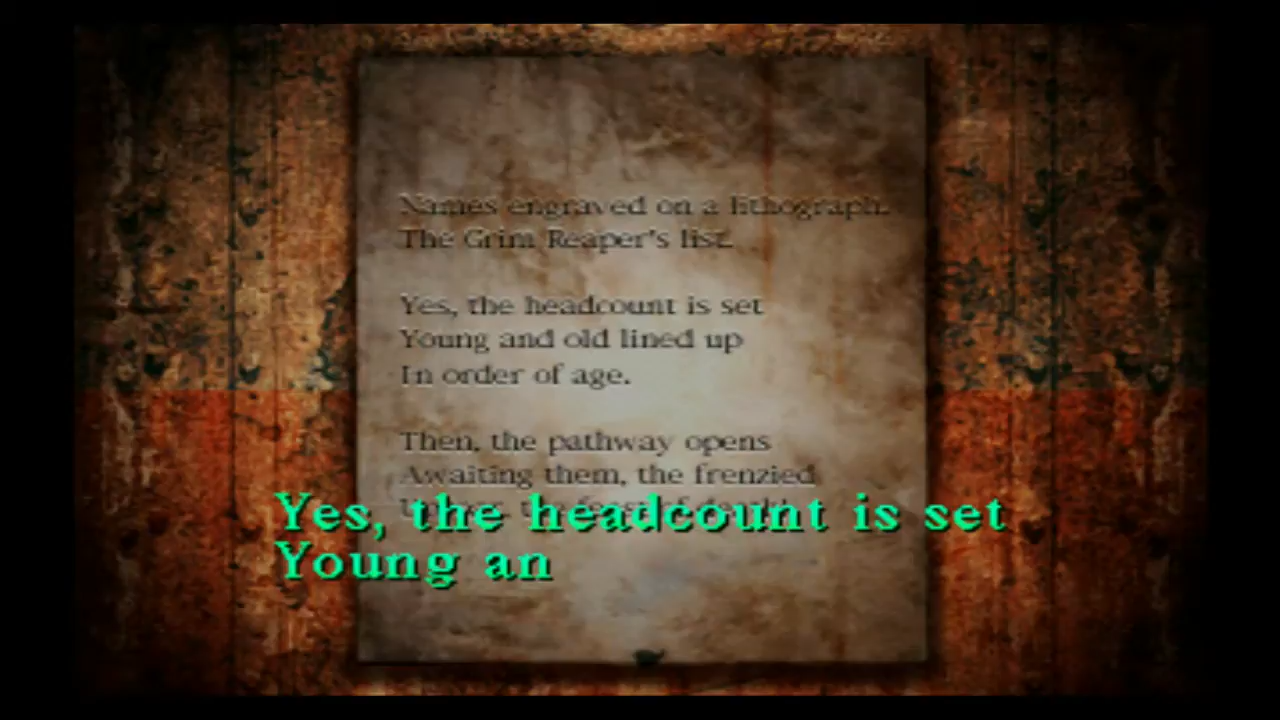 Names engraved on a lithograph.
The Grim Reaper's list.
Yes, the headcount is set
Young and old lined up
In order of age.
Then, the pathway opens
Awaiting them, the frenzied
Yes, the headcount is set
Young an